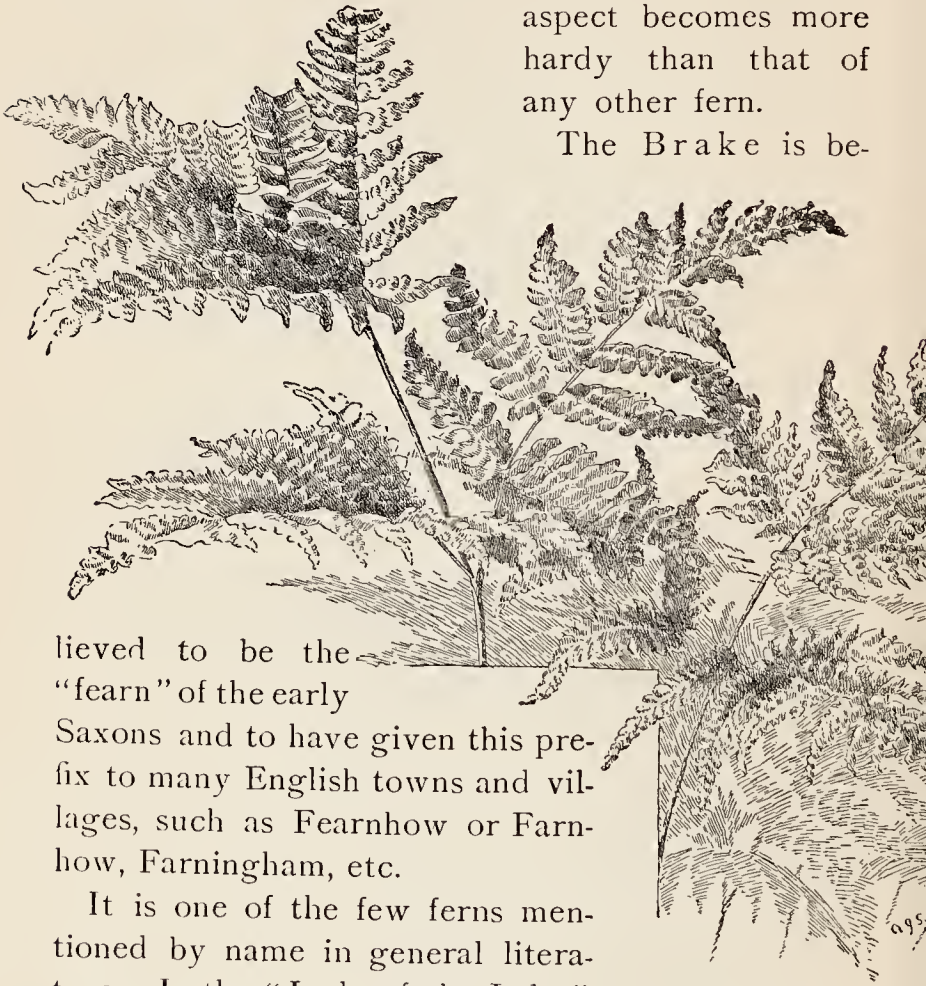 aspect becomes more
hardy than that of
any other fern.
The Brake is be-
lieved to be the
“fearn” of the early
Saxons and to have given this pre-
fix to many English towns and vil-
lages, such as Fearnhow or Farn-
how, Farningham, etc.
It is one of the few ferns men-
tioned by name in general litera-